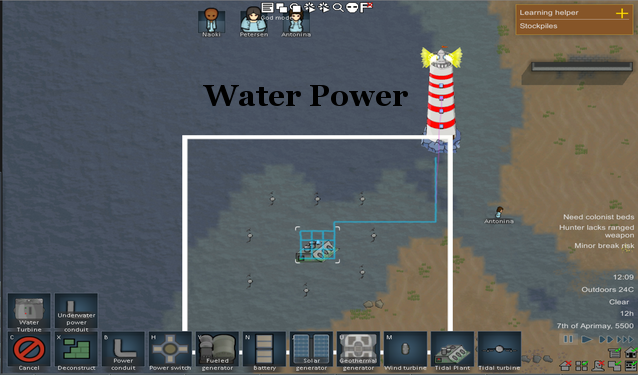 God mode
Naoki
Petersen
Antonina
Learning helper
Stockpiles
Water Power
Antonina
Need colonist beds
Hunter lacks ranged
weapon
Minor break risk
12:09
Outdoors 24C
Clear
12h
7th of Aprimay, 5500
Water
Turbine
Underwater
power
conduit
C
Cancel
X
Deconstruct
B
Power
conduit
H
Power switch
V
Fueled
generator
N
Battery
Solar
generator
Geothermal
generator
M
Wind turbine
Tidal Plant
Tidal turbine